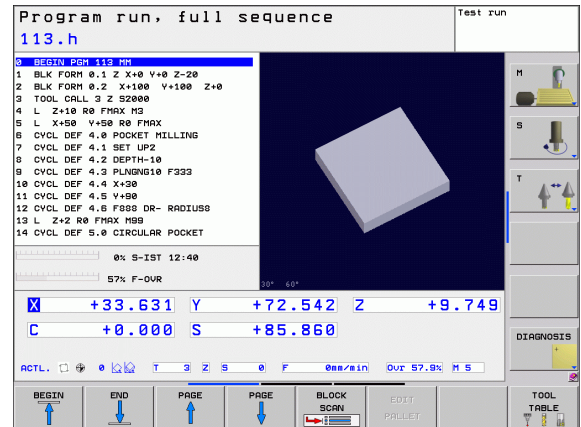 Program run, full sequence
Test run
113.h
0 BEGIN PGM 113 MM
1 BLK FORM 0.1 Z X+0 Y+0 Z-20
2 BLK FORM 0.2 X+100 Y+100 Z+0
3 TOOL CALL 3 Z S2000
4 L Z+10 R0 FMAX M3
5 L X+50 Y+50 R0 FMAX
6 CYCL DEF 4.0 POCKET MILLING
7 CYCL DEF 4.1 SET UP2
8 CYCL DEF 4.2 DEPTH-10
9 CYCL DEF 4.3 PLNGNG10 F333
10 CYCL DEF 4.4 X+30
11 CYCL DEF 4.5 Y+90
12 CYCL DEF 4.6 F888 DR- RADIUS8
13 L Z+2 R0 FMAX M99
14 CYCL DEF 5.0 CIRCULAR POCKET
0% S-IST 12:40
57% F-OVR
30° 60°
M
S
T
X +33.631 Y +72.542 Z +9.749
C +0.000 S +85.860
DIAGNOSIS
ACTL. 0 T 3 Z S 0 F 0mm/min Ovr 57.9% M 5
BEGIN
END
PAGE
PAGE
BLOCK SCAN
EDIT PALLET
TOOL TABLE